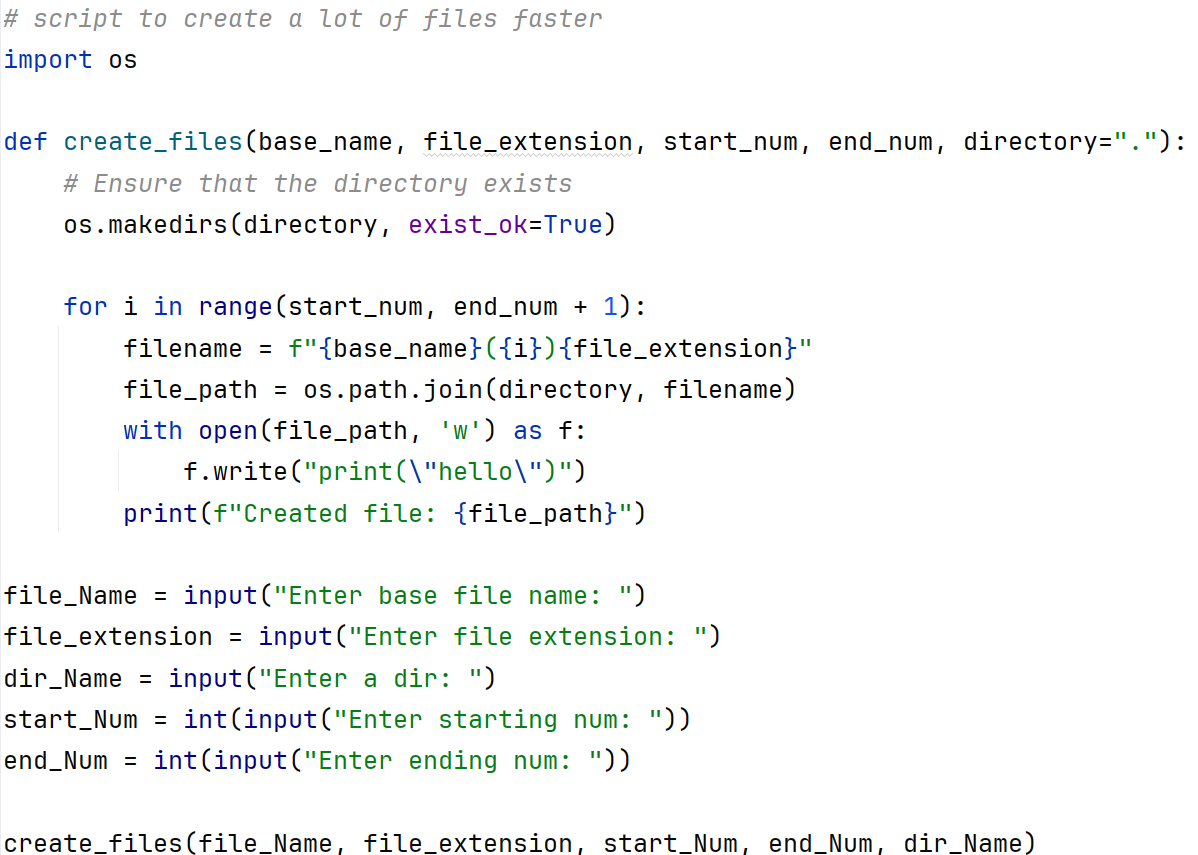 # script to create a lot of files faster
import os

def create_files(base_name, file_extension, start_num, end_num, directory="."):
    # Ensure that the directory exists
    os.makedirs(directory, exist_ok=True)

    for i in range(start_num, end_num + 1):
        filename = f"{base_name}({i}){file_extension}"
        file_path = os.path.join(directory, filename)
        with open(file_path, 'w') as f:
            f.write("print(\"hello\")")
        print(f"Created file: {file_path}")

file_Name = input("Enter base file name: ")
file_extension = input("Enter file extension: ")
dir_Name = input("Enter a dir: ")
start_Num = int(input("Enter starting num: "))
end_Num = int(input("Enter ending num: "))

create_files(file_Name, file_extension, start_Num, end_Num, dir_Name)